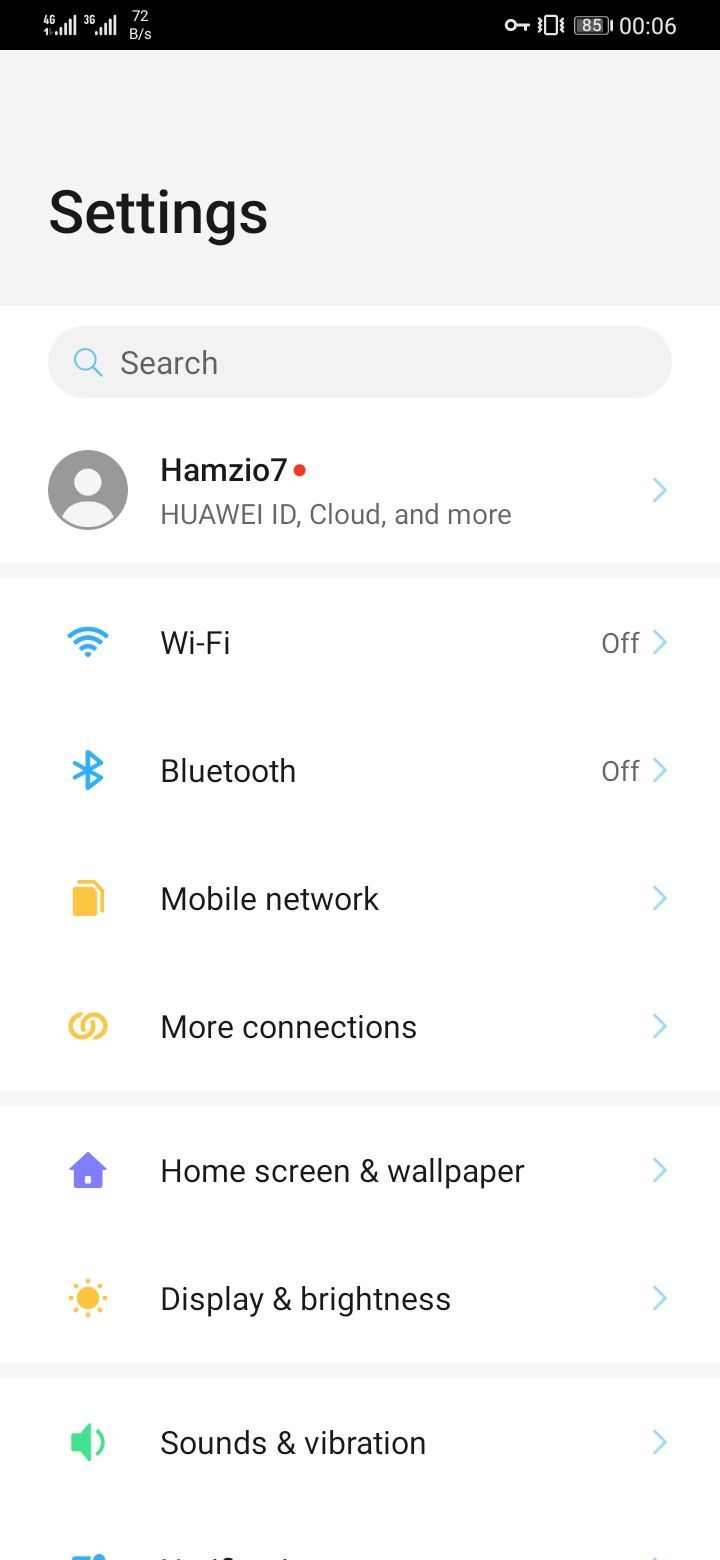 4G 3G 72 B/s 85 00:06
Settings
Search
Hamzio7
HUAWEI ID, Cloud, and more
Wi-Fi Off
Bluetooth Off
Mobile network
More connections
Home screen & wallpaper
Display & brightness
Sounds & vibration